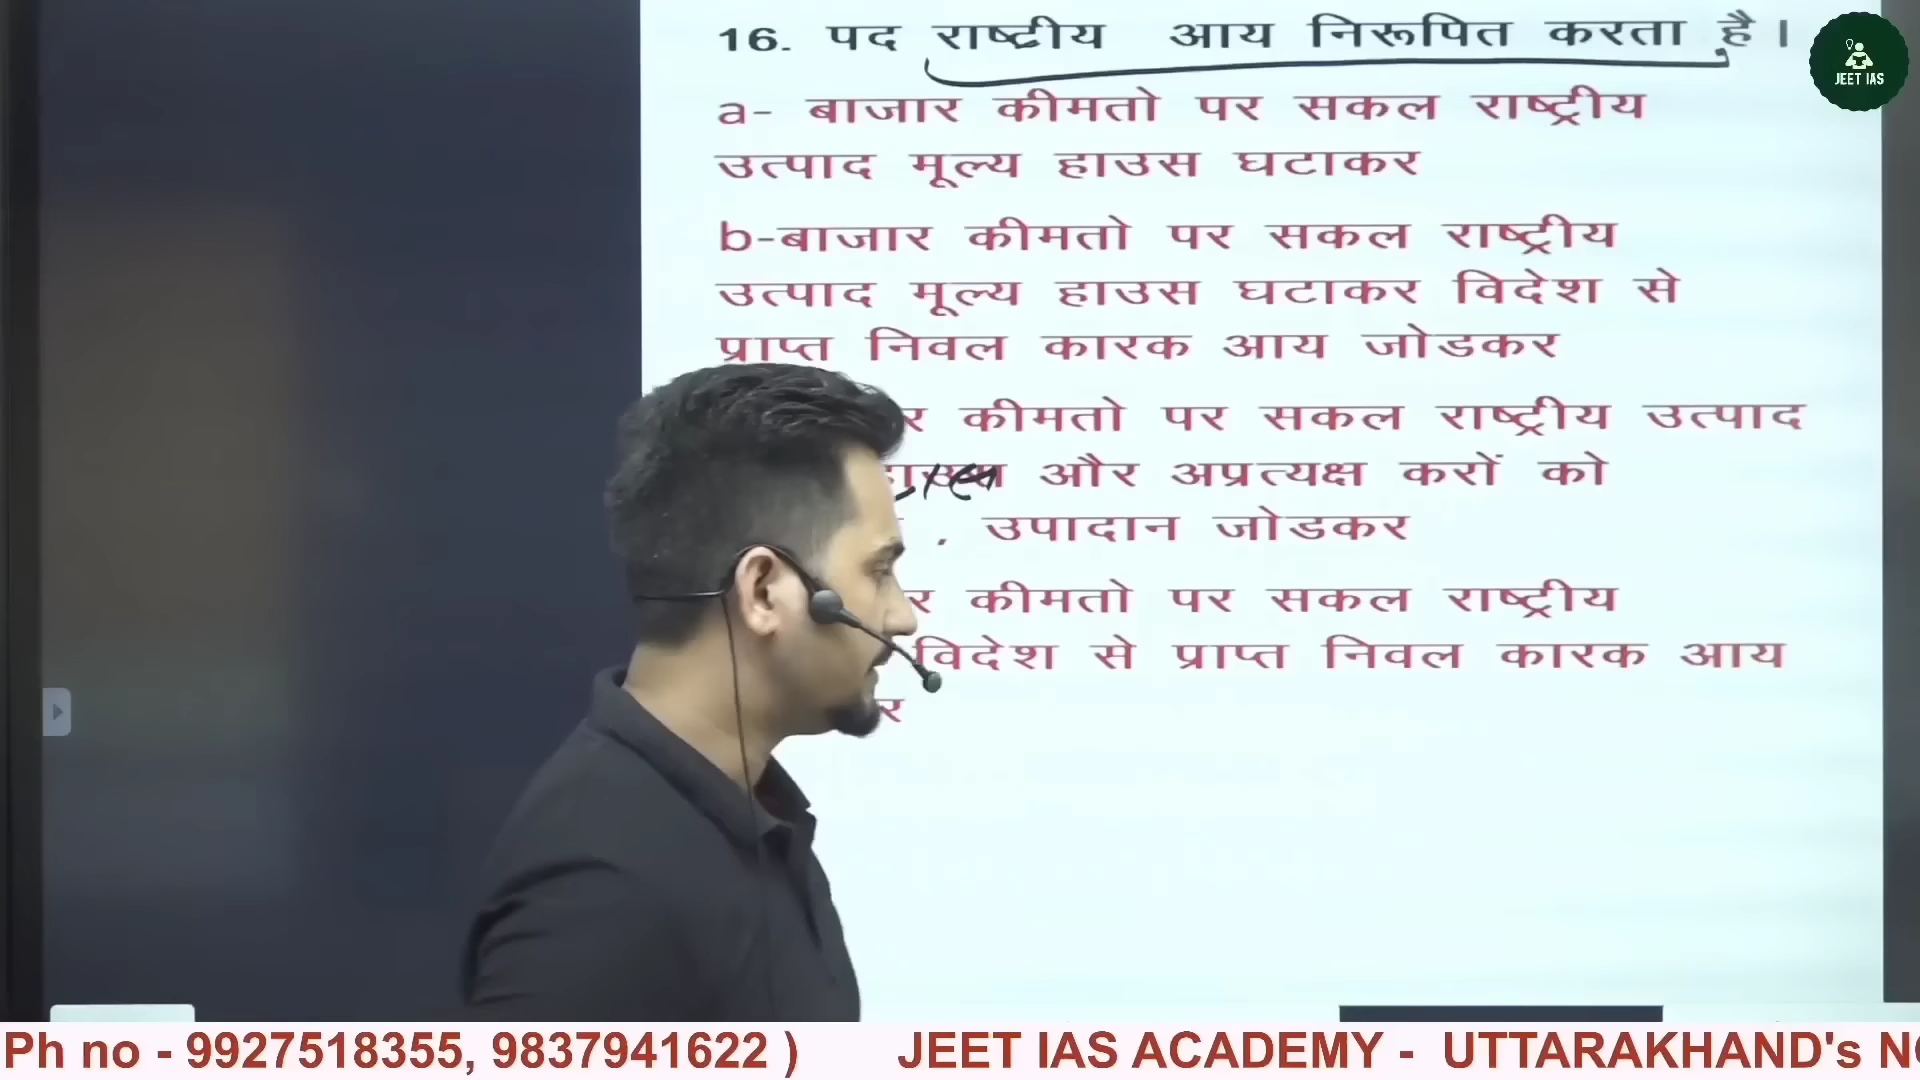 16. पद राष्ट्रीय आय निरूपित करता है।
a- बाजार कीमतो पर सकल राष्ट्रीय
उत्पाद मूल्य हाउस घटाकर
b-बाजार कीमतो पर सकल राष्ट्रीय
उत्पाद मूल्य हाउस घटाकर विदेश से
प्राप्त निवल कारक आय जोडकर
कीमतो पर सकल राष्ट्रीय उत्पाद
और अप्रत्यक्ष करों को
. उपादान जोडकर
कीमतो पर सकल राष्ट्रीय
विदेश से प्राप्त निवल कारक आय
JEET IAS
Ph no - 9927518355, 9837941622 ) JEET IAS ACADEMY - UTTARAKHAND's